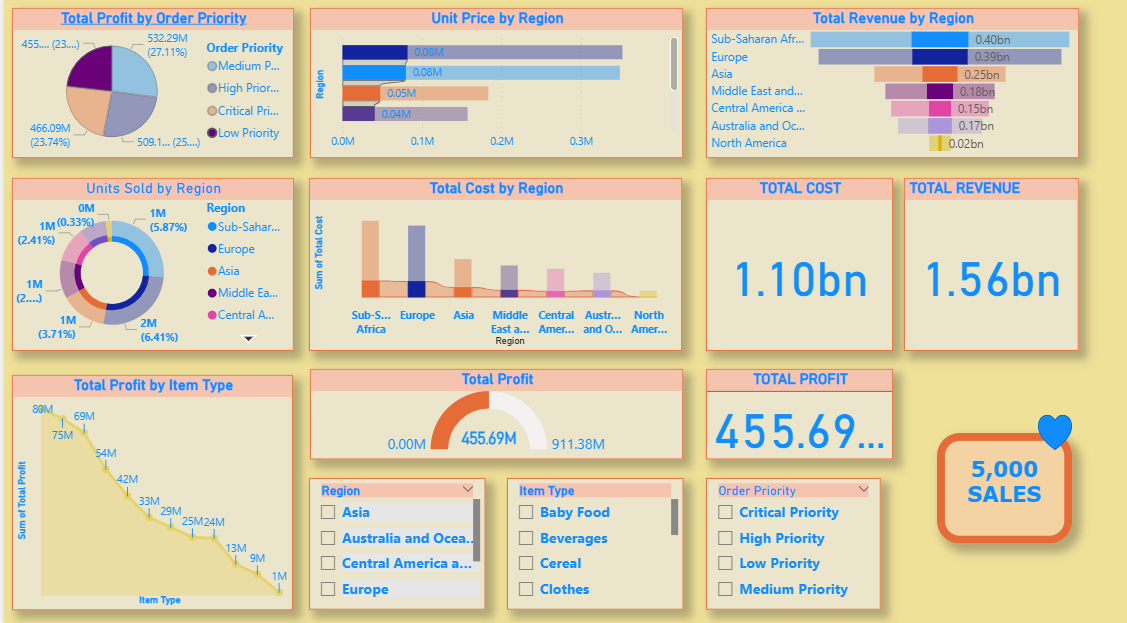 Total Profit by Order Priority
532.29M
(27.11%)
455.... (23....)
466.09M
(23.74%)
509.1... (25....)
Order Priority
Medium P...
High Prior...
Critical Pri...
Low Priority
Unit Price by Region
Region
0.08M
0.08M
0.05M
0.04M
0.0M
0.1M
0.2M
0.3M
Total Revenue by Region
Sub-Saharan Afr...
0.40bn
Europe
0.39bn
Asia
0.25bn
Middle East and...
0.18bn
Central America ...
0.15bn
Australia and Oc...
0.17bn
North America
0.02bn
Units Sold by Region
0M
(0.33%)
1M
(5.87%)
1M
(2.41%)
1M
(2....)
1M
(3.71%)
2M
(6.41%)
Region
Sub-Sahar...
Europe
Asia
Middle Ea...
Central A...
Total Cost by Region
Sum of Total Cost
Sub-S...
Africa
Europe
Asia
Middle
East a...
Central
Amer...
Austr...
and O...
North
Amer...
Region
TOTAL COST
1.10bn
TOTAL REVENUE
1.56bn
Total Profit by Item Type
Sum of Total Profit
80M
75M
69M
54M
42M
33M
29M
25M
24M
13M
9M
1M
Item Type
Total Profit
0.00M
455.69M
911.38M
TOTAL PROFIT
455.69...
5,000
SALES
Region
Asia
Australia and Ocea...
Central America a...
Europe
Item Type
Baby Food
Beverages
Cereal
Clothes
Order Priority
Critical Priority
High Priority
Low Priority
Medium Priority